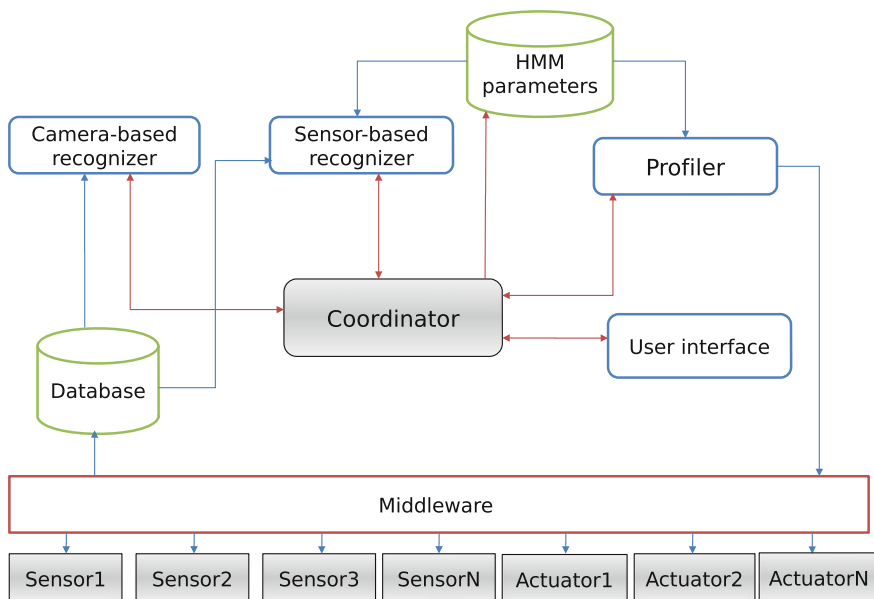 HMM
parameters
Camera-based
recognizer
Sensor-based
recognizer
Profiler
Coordinator
User interface
Database
Middleware
Sensor1
Sensor2
Sensor3
SensorN
Actuator1
Actuator2
ActuatorN